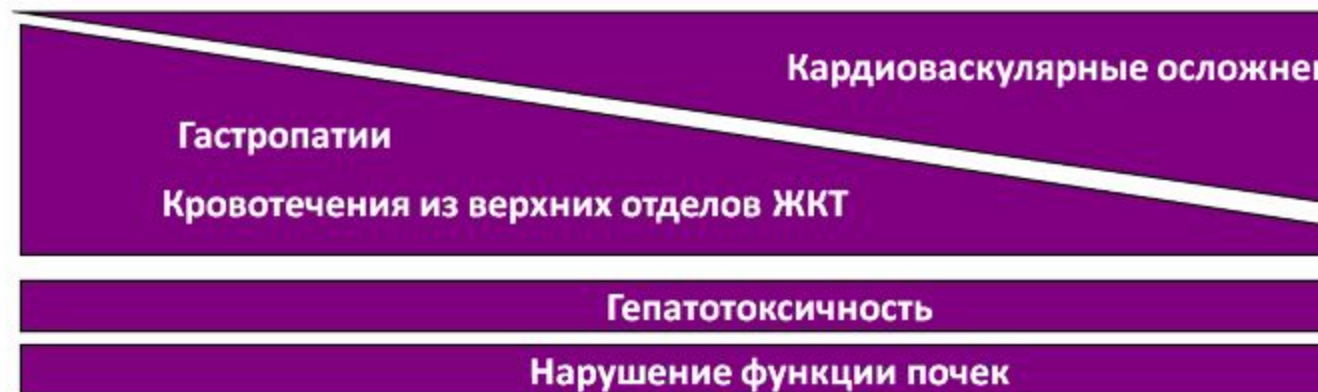 Кардиоваскулярные осложне
Гастропатии
Кровотечения из верхних отделов ЖКТ
Гепатотоксичность
Нарушение функции почек